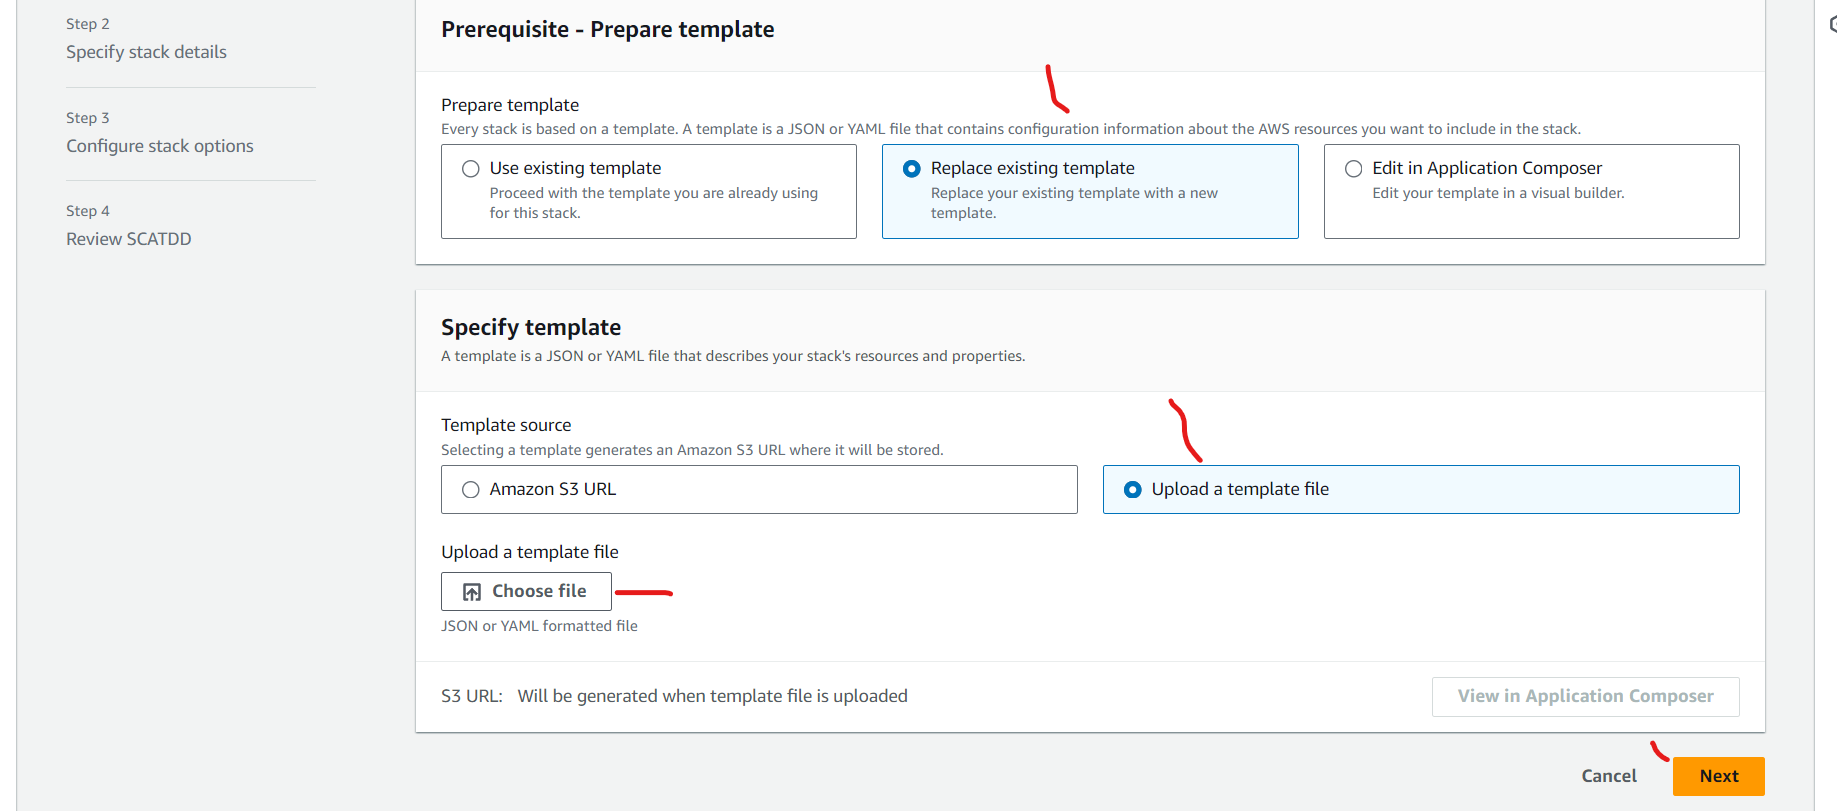 Step 2
Specify stack details
Step 3
Configure stack options
Step 4
Review SCATDD
Prerequisite - Prepare template
Prepare template
Every stack is based on a template. A template is a JSON or YAML file that contains configuration information about the AWS resources you want to include in the stack.
Use existing template
Proceed with the template you are already using
for this stack.
Replace existing template
Replace your existing template with a new
template.
Edit in Application Composer
Edit your template in a visual builder.
Specify template
A template is a JSON or YAML file that describes your stack's resources and properties.
Template source
Selecting a template generates an Amazon S3 URL where it will be stored.
Amazon S3 URL
Upload a template file
Upload a template file
Choose file
JSON or YAML formatted file
S3 URL: Will be generated when template file is uploaded
View in Application Composer
Cancel
Next